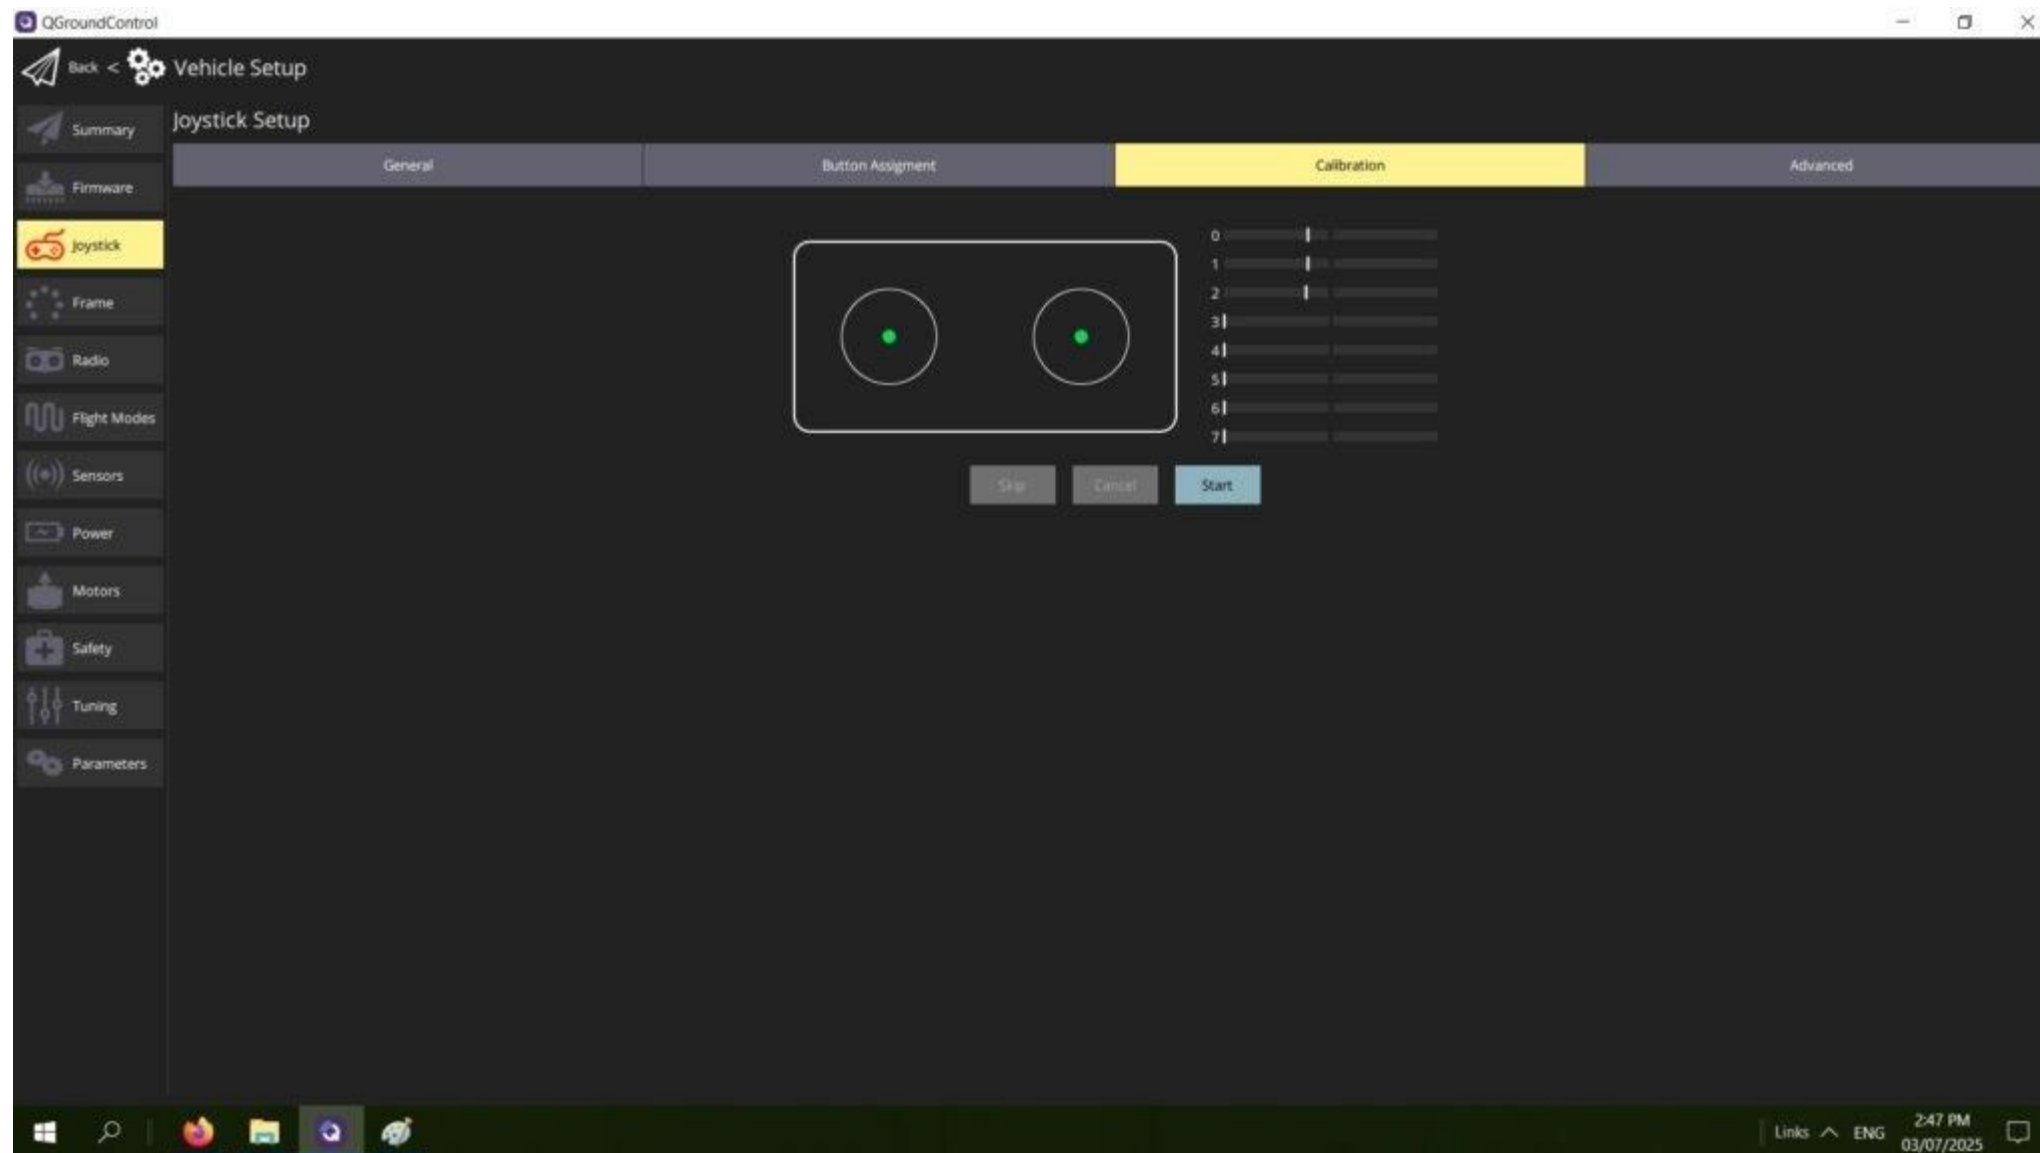 QGroundControl
Back < Vehicle Setup
Summary
Firmware
Joystick
Frame
Radio
Flight Modes
Sensors
Power
Motors
Safety
Tuning
Parameters
Joystick Setup
General Button Assigment Calibration Advanced
0
1
2
3
4
5
6
7
Skip Cancel Start
Links ENG 2:47 PM
03/07/2025